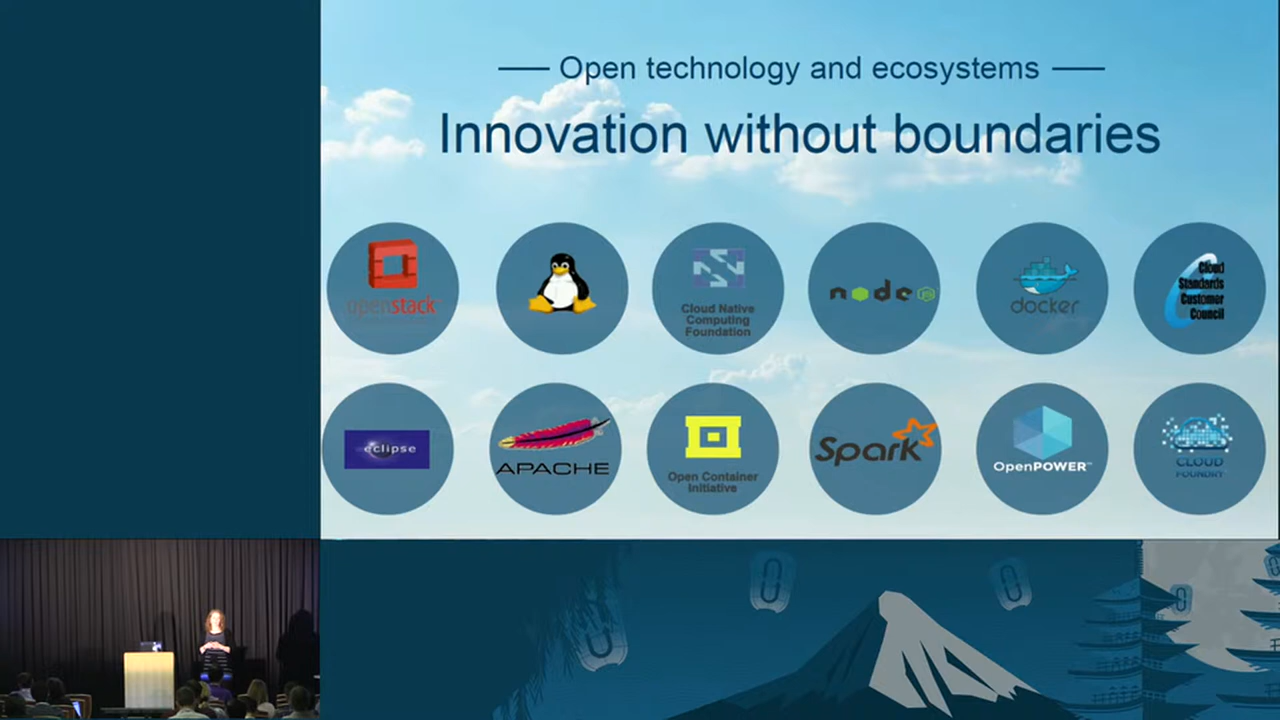 Open technology and ecosystems
Innovation without boundaries
openstack
Cloud Native
Computing
Foundation
node
docker
Cloud
Standards
Customer
Council
eclipse
APACHE
Open Container
Initiative
Spark
OpenPOWER™
CLOUD
FOUNDRY